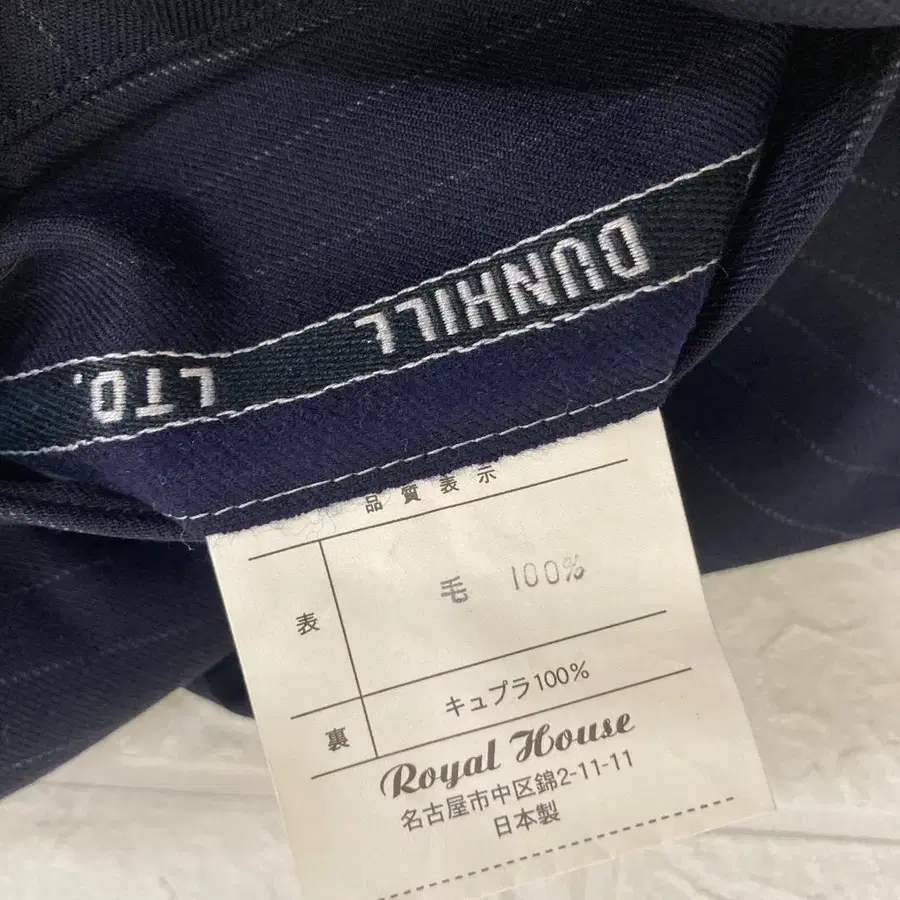 DUNHILL LTD.
品質表示
表 毛 100%
裏 キュプラ100%
Royal House
名古屋市中区錦2-11-11
日本製